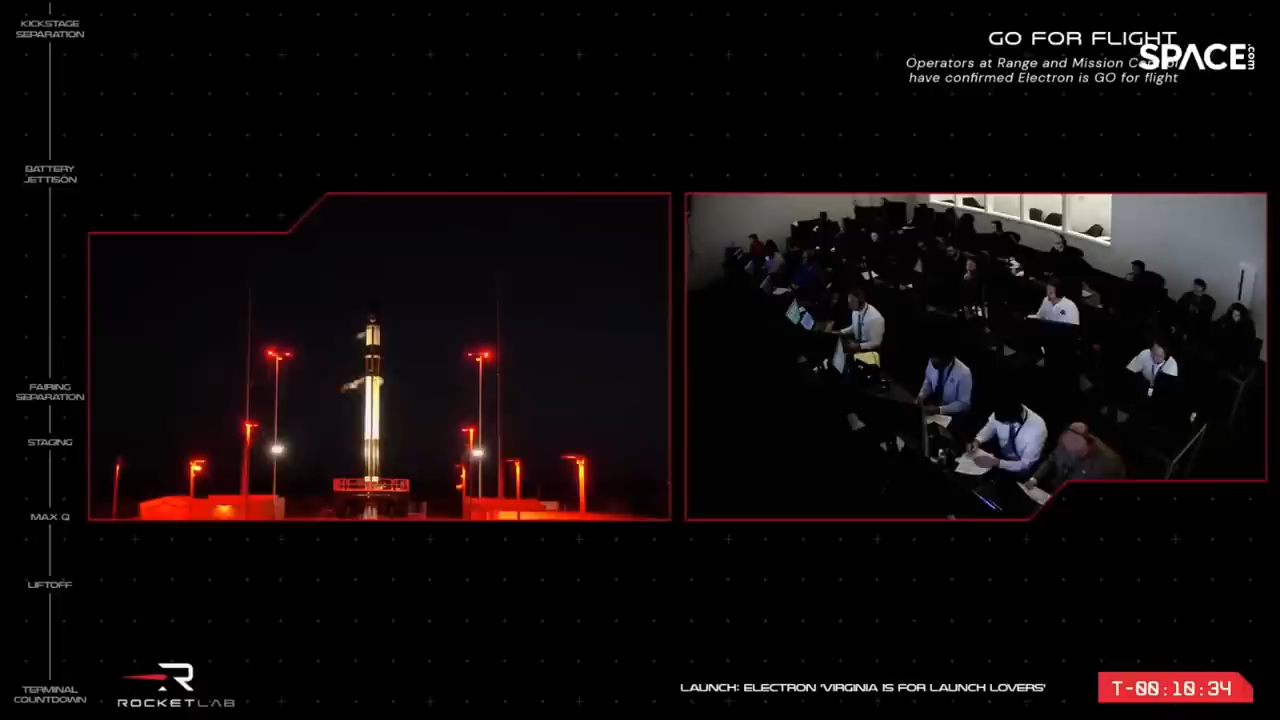 KICKSTAGE
SEPARATION
GO FOR FLIGHT
SPACE.com
Operators at Range and Mission
have confirmed Electron is GO for flight
BATTERY
JETTISON
FAIRING
SEPARATION
STAGING
MAX Q
LIFTOFF
TERMINAL
COUNTDOWN
ROCKETLAB
LAUNCH: ELECTRON 'VIRGINIA IS FOR LAUNCH LOVERS'
T-00:10:34